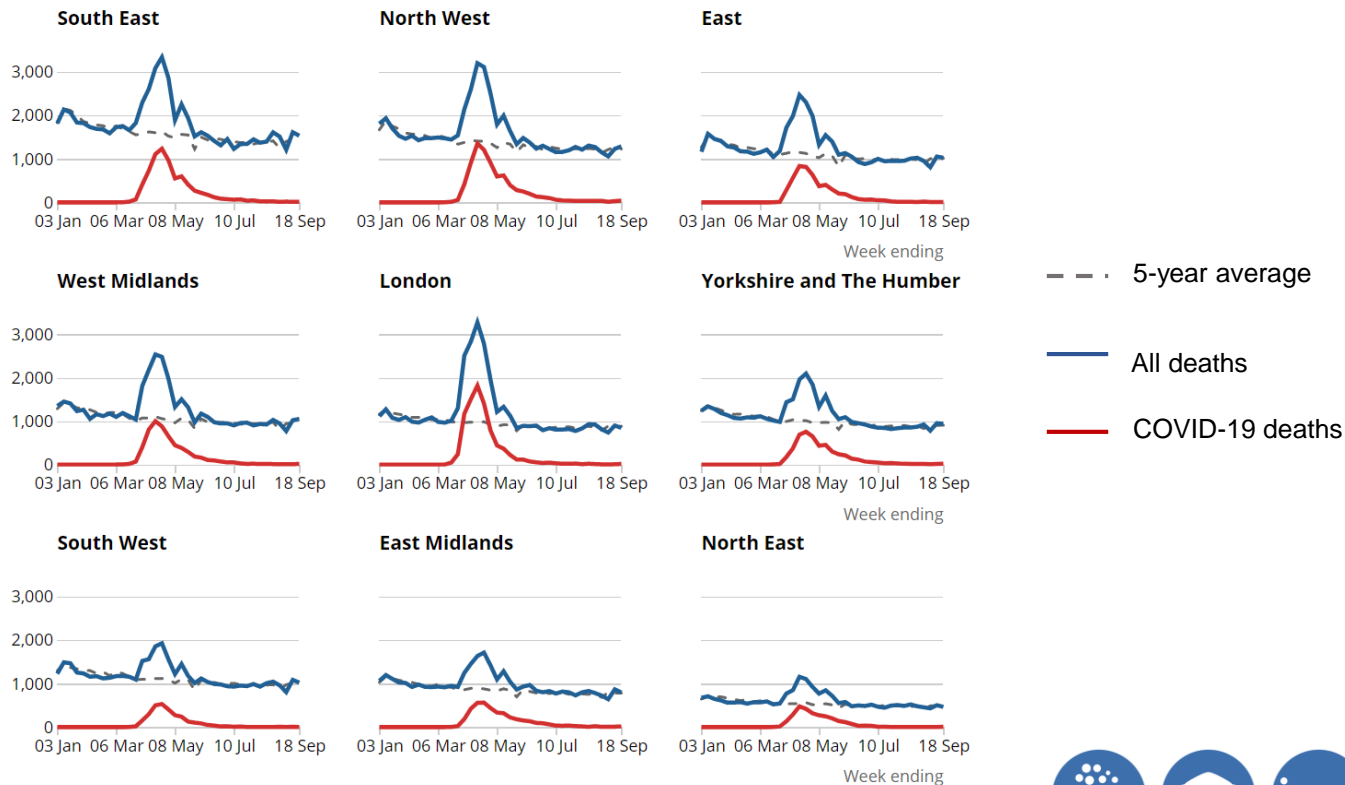 South East
North West
East
3,000
2,000
1,000
0
03 Jan 06 Mar 08 May 10 Jul 18 Sep
03 Jan 06 Mar 08 May 10 Jul 18 Sep
03 Jan 06 Mar 08 May 10 Jul 18 Sep
Week ending
West Midlands
London
Yorkshire and The Humber
3,000
2,000
1,000
0
03 Jan 06 Mar 08 May 10 Jul 18 Sep
03 Jan 06 Mar 08 May 10 Jul 18 Sep
03 Jan 06 Mar 08 May 10 Jul 18 Sep
Week ending
South West
East Midlands
North East
3,000
2,000
1,000
0
03 Jan 06 Mar 08 May 10 Jul 18 Sep
03 Jan 06 Mar 08 May 10 Jul 18 Sep
03 Jan 06 Mar 08 May 10 Jul 18 Sep
Week ending
5-year average
All deaths
COVID-19 deaths